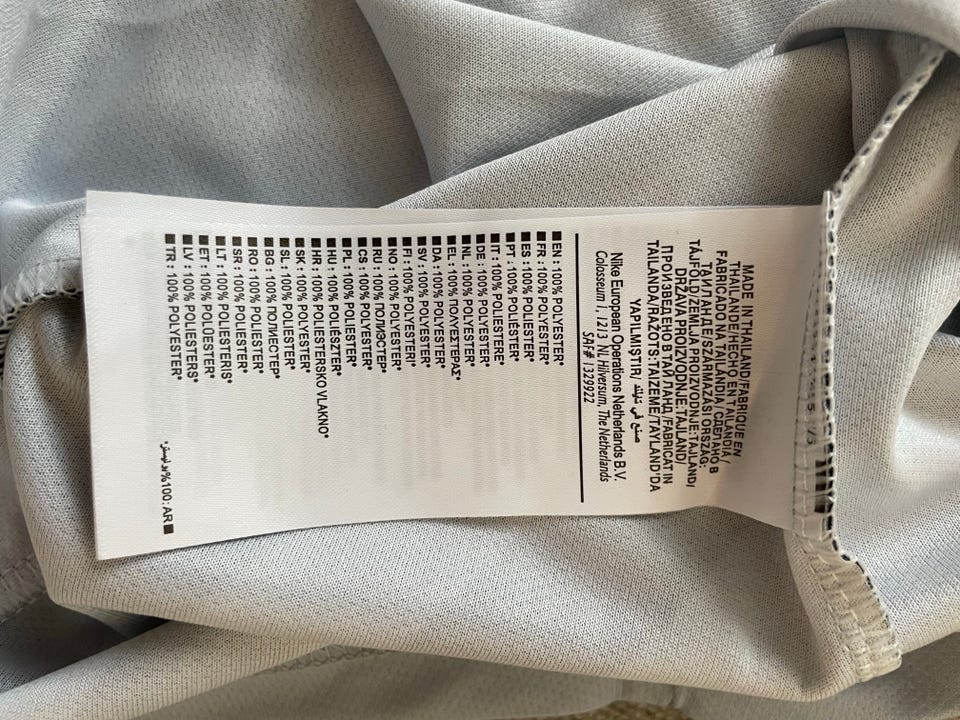 MADE IN THAILAND/FABRIQUE EN
THAILANDE/HECHO EN TAILANDIA/
FABRICADO NA TAILÂNDIA/ СДЕЛАНО В
ТАИЛАНДЕ/SZÁRMAZÁSI ORSZÁG:
TÁJFÖLD/ZEMLJA PROIZVODNJE:TAJLAND/
DRŽAVA PROIZVODNJE:TAJLAND/
ПРОИЗВЕДЕНО В ТАЙЛАНД/FABRICAT IN
TAILANDA/RAŽOTS:TAIZEME/TAYLAND'DA
YAPILMIŞTIR/ صنع في تايلند
Nike European Opertions Netherlands B.V.
Colosseum 1, 1213 NL Hilversum, The Netherlands
SAF# 1329922
EN: 100% POLYESTER*
FR: 100% POLYESTER*
ES : 100% POLIÉSTER*
PT : 100% POLIÉSTER*
IT : 100% POLIESTERE*
DE : 100% POLYESTER*
NL : 100% POLYESTER*
EL : 100% ΠΟΛΥΕΣΤΕΡΑΣ*
DA : 100% POLYESTER*
SV : 100% POLYESTER*
FI : 100% POLYESTERI*
NO : 100% POLYESTER*
RU : 100% ПОЛИЭСТЕР*
CS : 100% POLYESTER*
PL : 100% POLIESTER*
HU : 100% POLIÉSZTER*
HR : 100% POLIESTERSKO VLAKNO*
SK : 100% POLYESTER*
SL : 100% POLIESTER*
BG : 100% ПОЛИЕСТЕР*
RO : 100% POLIESTER*
SR : 100% POLIESTER*
LT : 100% POLIESTERIS*
ET : 100% POLÜESTER*
LV : 100% POLIESTERS*
TR : 100% POLYESTER*
AR :100% بوليستر*